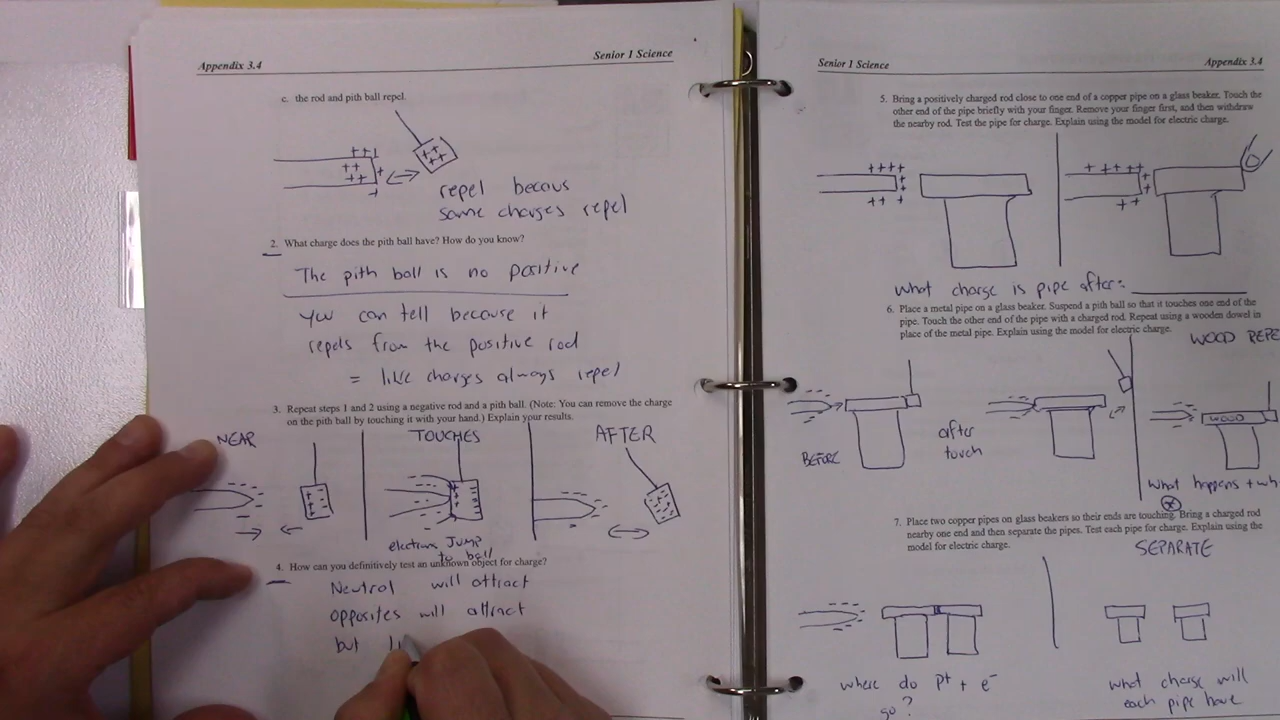 Appendix 3.4
Senior 1 Science
c. the rod and pith ball repel.
repel becaus
same charges repel
2. What charge does the pith ball have? How do you know?
The pith ball is no positive
you can tell because it
repels from the positive rod
= like charges always repel
3. Repeat steps 1 and 2 using a negative rod and a pith ball. (Note: You can remove the charge
on the pith ball by touching it with your hand.) Explain your results.
NEAR
TOUCHES
AFTER
electrons JUMP
to ball
4. How can you definitively test an unknown object for charge?
Neutral will attract
opposites will attract
but
Senior 1 Science
Appendix 3.4
5. Bring a positively charged rod close to one end of a copper pipe on a glass beaker. Touch the
other end of the pipe briefly with your finger. Remove your finger first, and then withdraw
the nearby rod. Test the pipe for charge. Explain using the model for electric charge.
What charge is pipe after:
6. Place a metal pipe on a glass beaker. Suspend a pith ball so that it touches one end of the
pipe. Touch the other end of the pipe with a charged rod. Repeat using a wooden dowel in
place of the metal pipe. Explain using the model for electric charge.
WOOD REPE
BEFORE
after
touch
WOOD
What happens + wh
7. Place two copper pipes on glass beakers so their ends are touching. Bring a charged rod
nearby one end and then separate the pipes. Test each pipe for charge. Explain using the
model for electric charge.
SEPARATE
where do p+ + e-
go?
what charge will
each pipe have